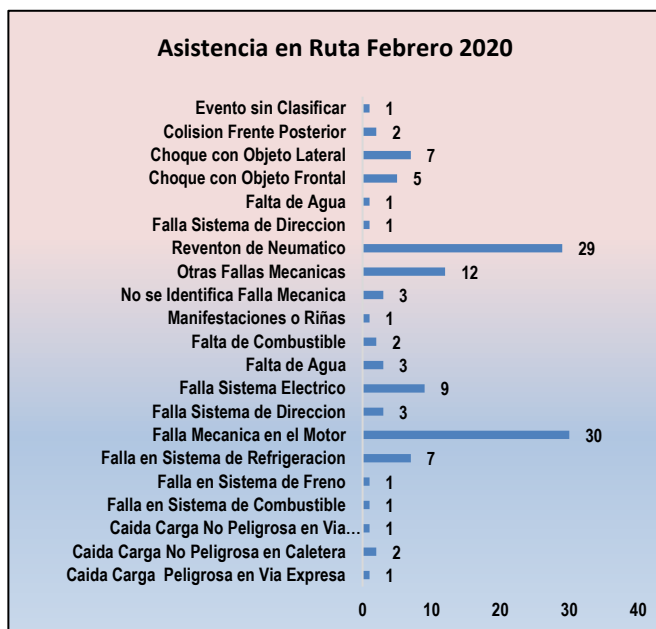 Asistencia en Ruta Febrero 2020
Evento sin Clasificar 1
Colision Frente Posterior 2
Choque con Objeto Lateral 7
Choque con Objeto Frontal 5
Falta de Agua 1
Falla Sistema de Direccion 1
Reventon de Neumatico 29
Otras Fallas Mecanicas 12
No se Identifica Falla Mecanica 3
Manifestaciones o Riñas 1
Falta de Combustible 2
Falta de Agua 3
Falla Sistema Electrico 9
Falla Sistema de Direccion 3
Falla Mecanica en el Motor 30
Falla en Sistema de Refrigeracion 7
Falla en Sistema de Freno 1
Falla en Sistema de Combustible 1
Caida Carga No Peligrosa en Via… 1
Caida Carga No Peligrosa en Caletera 2
Caida Carga  Peligrosa en Via Expresa 1
0 10 20 30 40